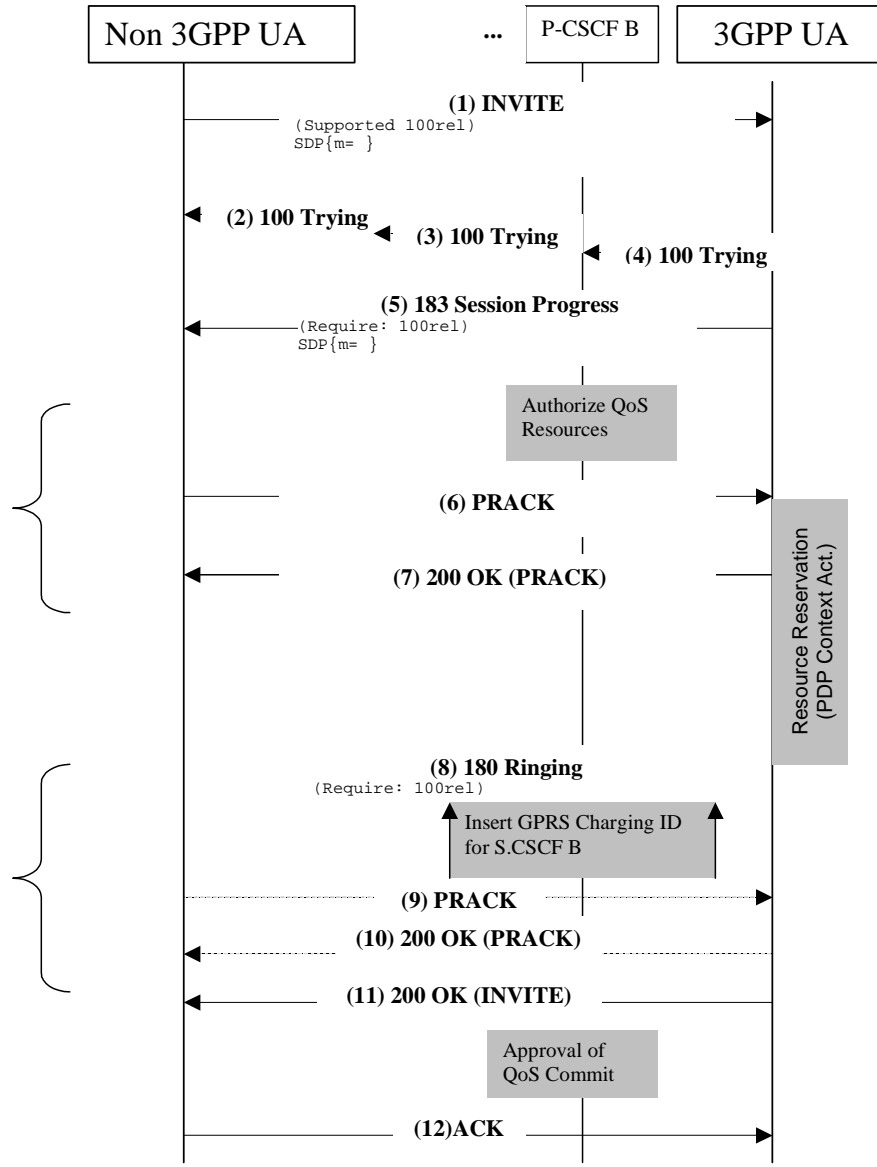 Non 3GPP UA
...
P-CSCF B
3GPP UA
(1) INVITE
(Supported 100rel)
SDP{m= }
(2) 100 Trying
(3) 100 Trying
(4) 100 Trying
(5) 183 Session Progress
(Require: 100rel)
SDP{m= }
Authorize QoS
Resources
(6) PRACK
(7) 200 OK (PRACK)
Resource Reservation
(PDP Context Act.)
(8) 180 Ringing
(Require: 100rel)
Insert GPRS Charging ID
for S.CSCF B
(9) PRACK
(10) 200 OK (PRACK)
(11) 200 OK (INVITE)
Approval of
QoS Commit
(12)ACK